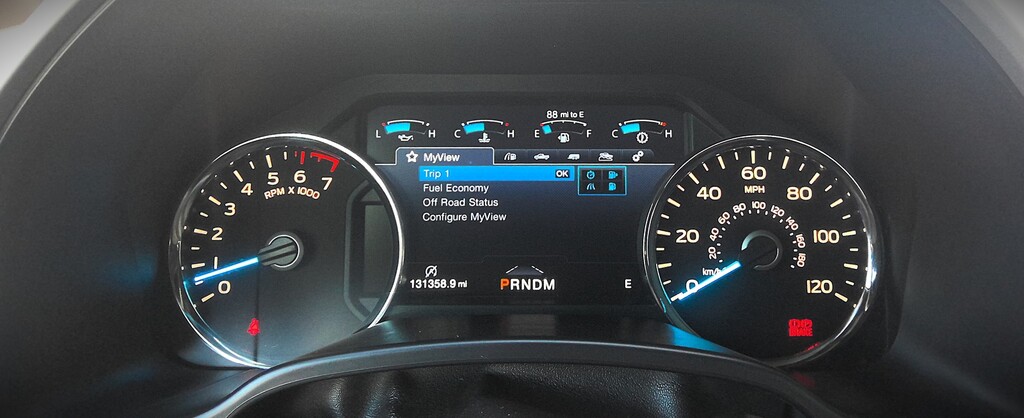 88 mi to E
L H C H E F C H
MyView
Trip 1 OK
Fuel Economy
Off Road Status
Configure MyView
131358.9 mi
PRNDM
E
0 1 2 3 4 5 6 7
RPM X 1000
0 20 40 60 80 100 120
MPH
20 40 60 80 100 120 140 160 180
km/h
BRAKE